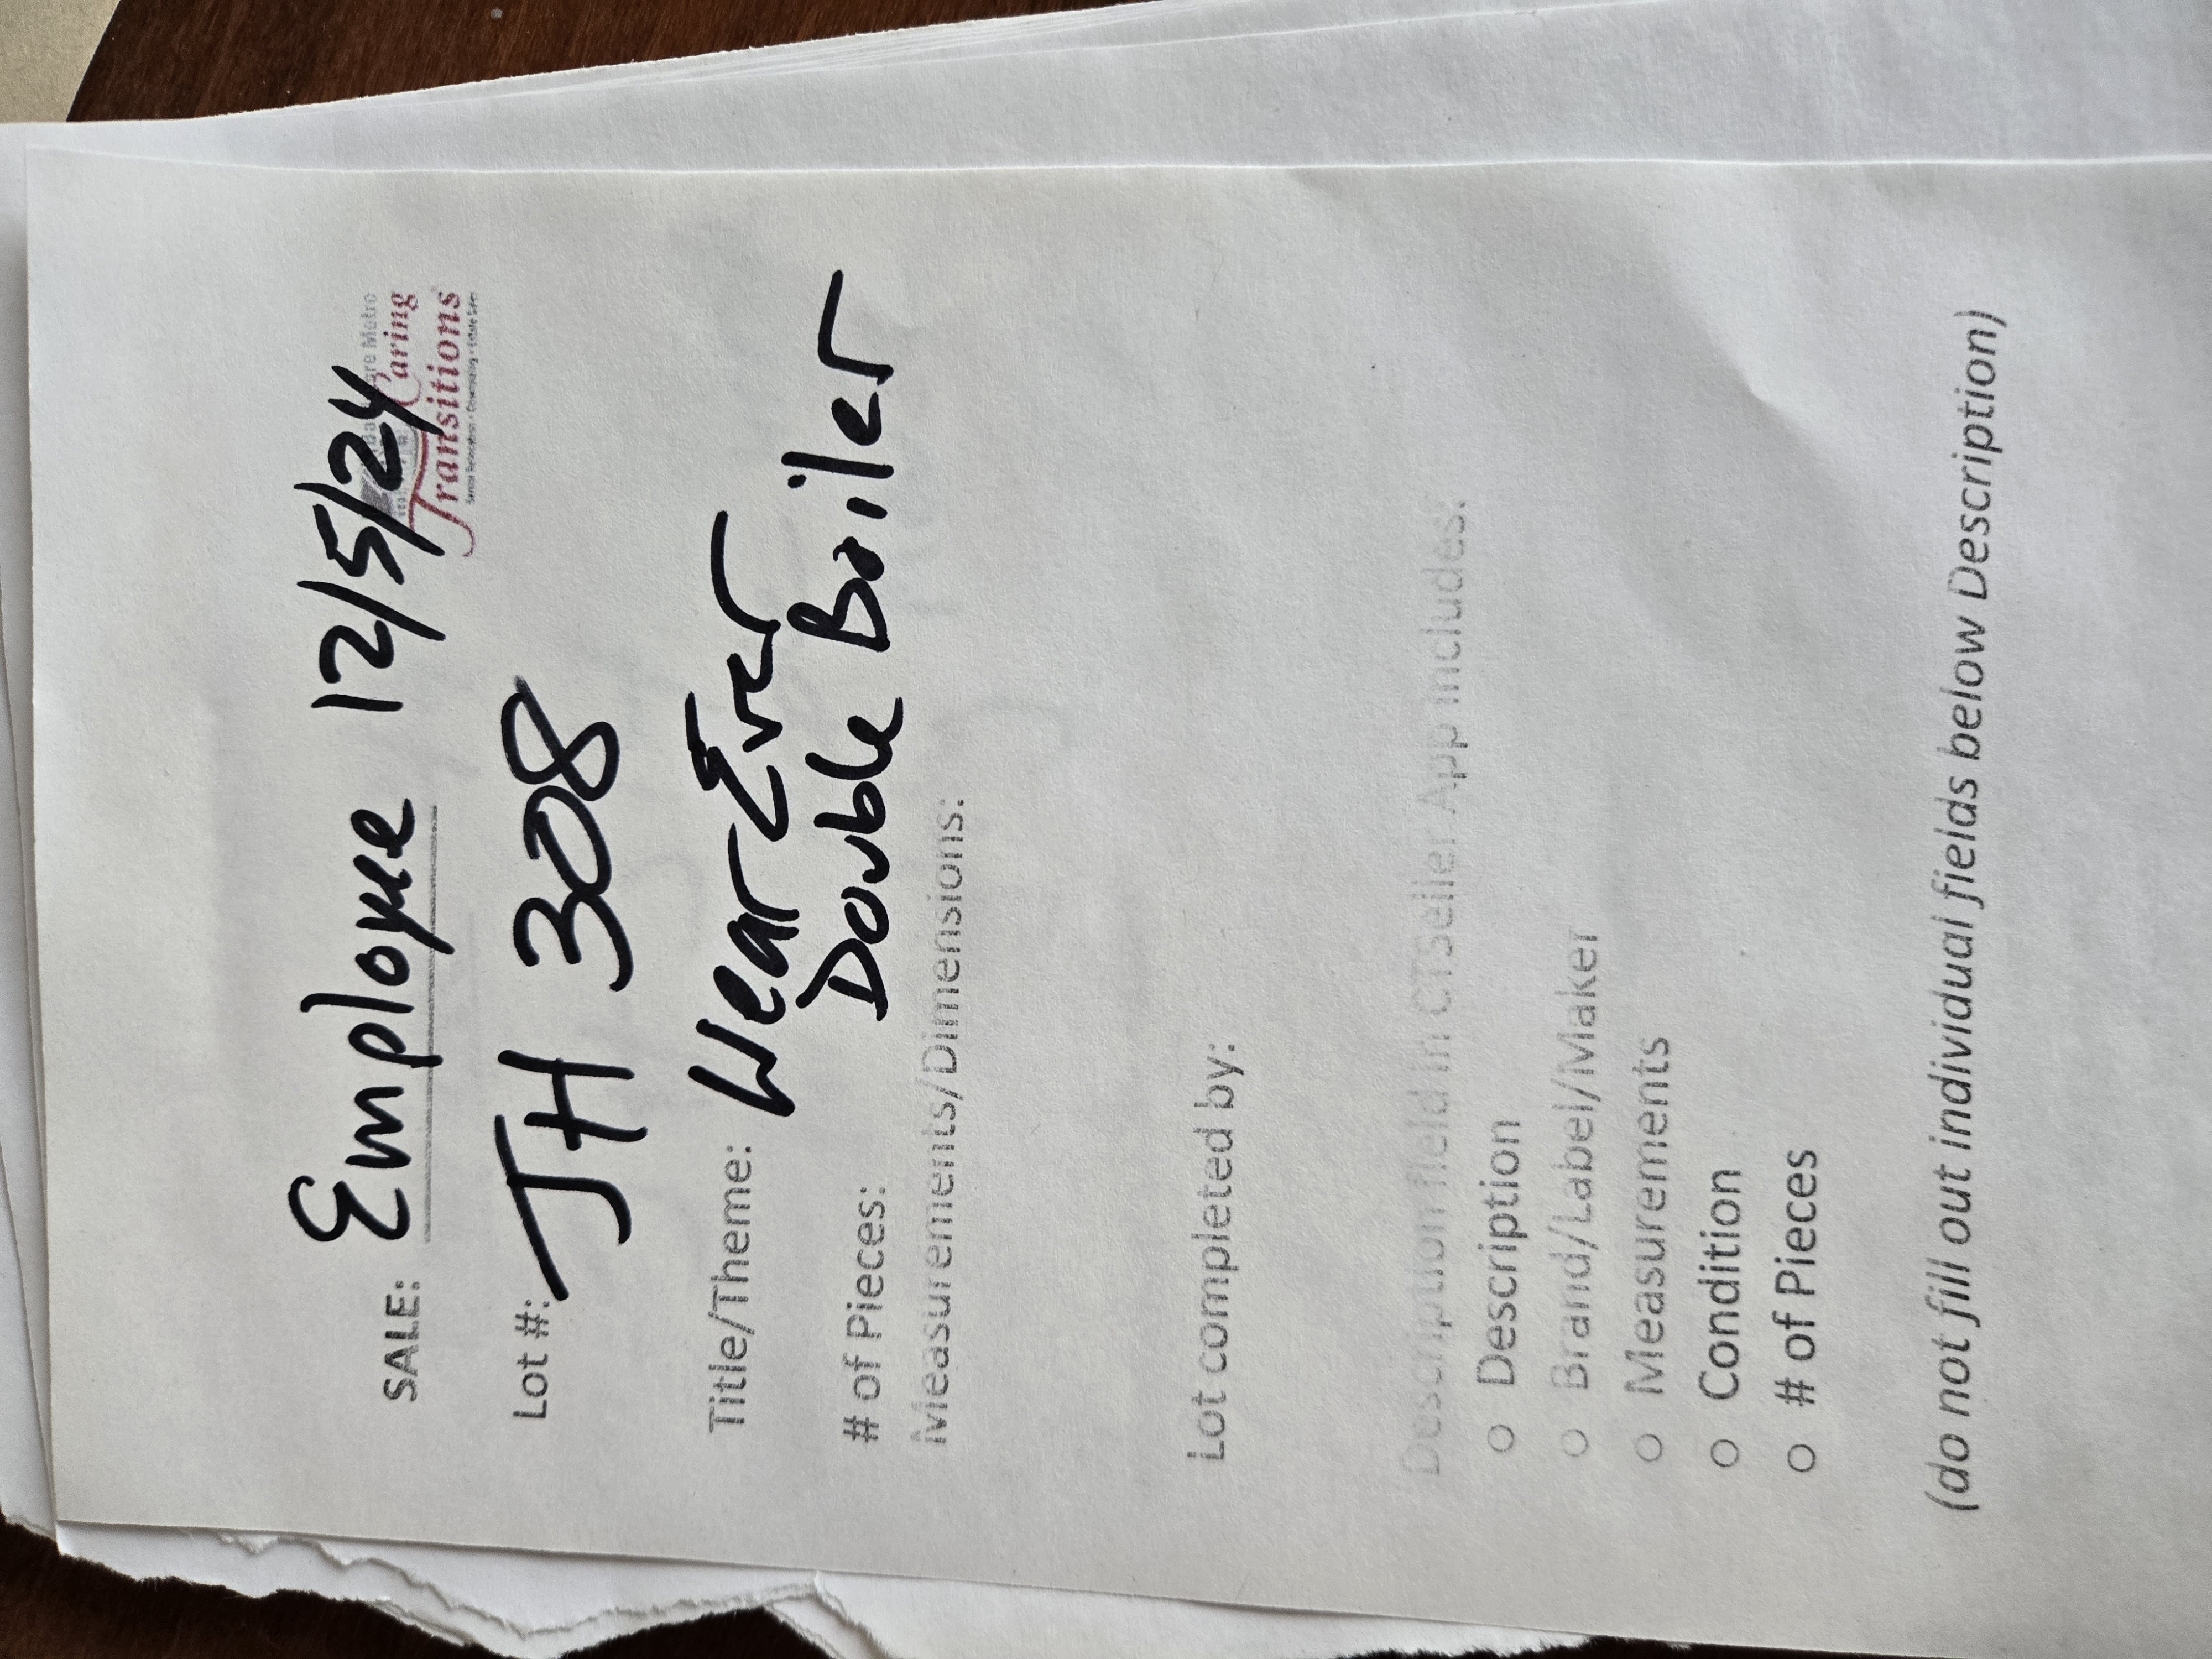 SALE: Employee 12/5/24
Caring
Transitions
Lot #: JH 308
Title/Theme: Wear Ever
Double Boiler
# of Pieces:
Measurements/Dimensions:
Lot completed by:
Description field in CTSeller App includes:
○ Description
○ Brand/Label/Maker
○ Measurements
○ Condition
○ # of Pieces
(do not fill out individual fields below Description)